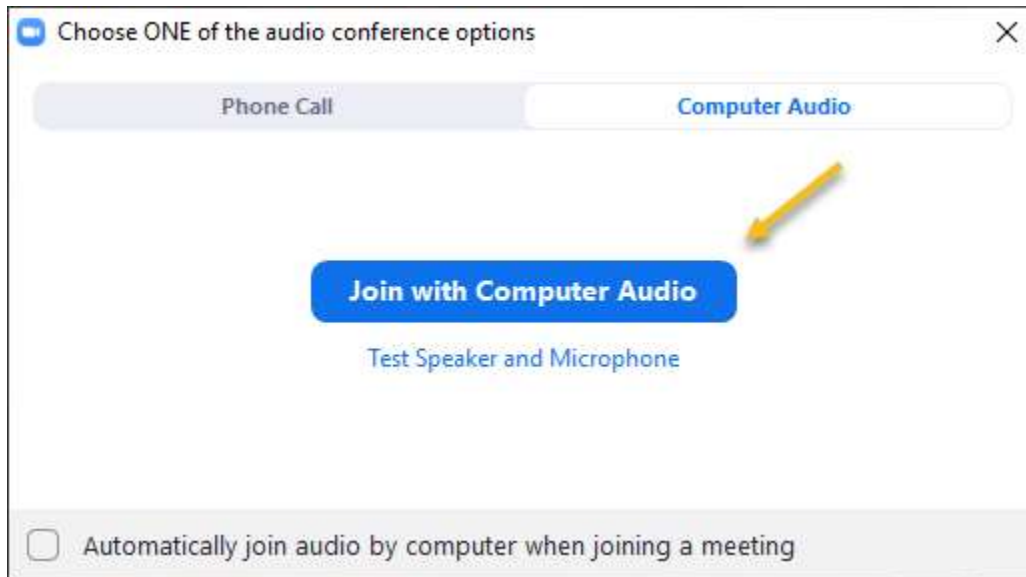 Choose ONE of the audio conference options
Phone Call
Computer Audio
Join with Computer Audio
Test Speaker and Microphone
Automatically join audio by computer when joining a meeting